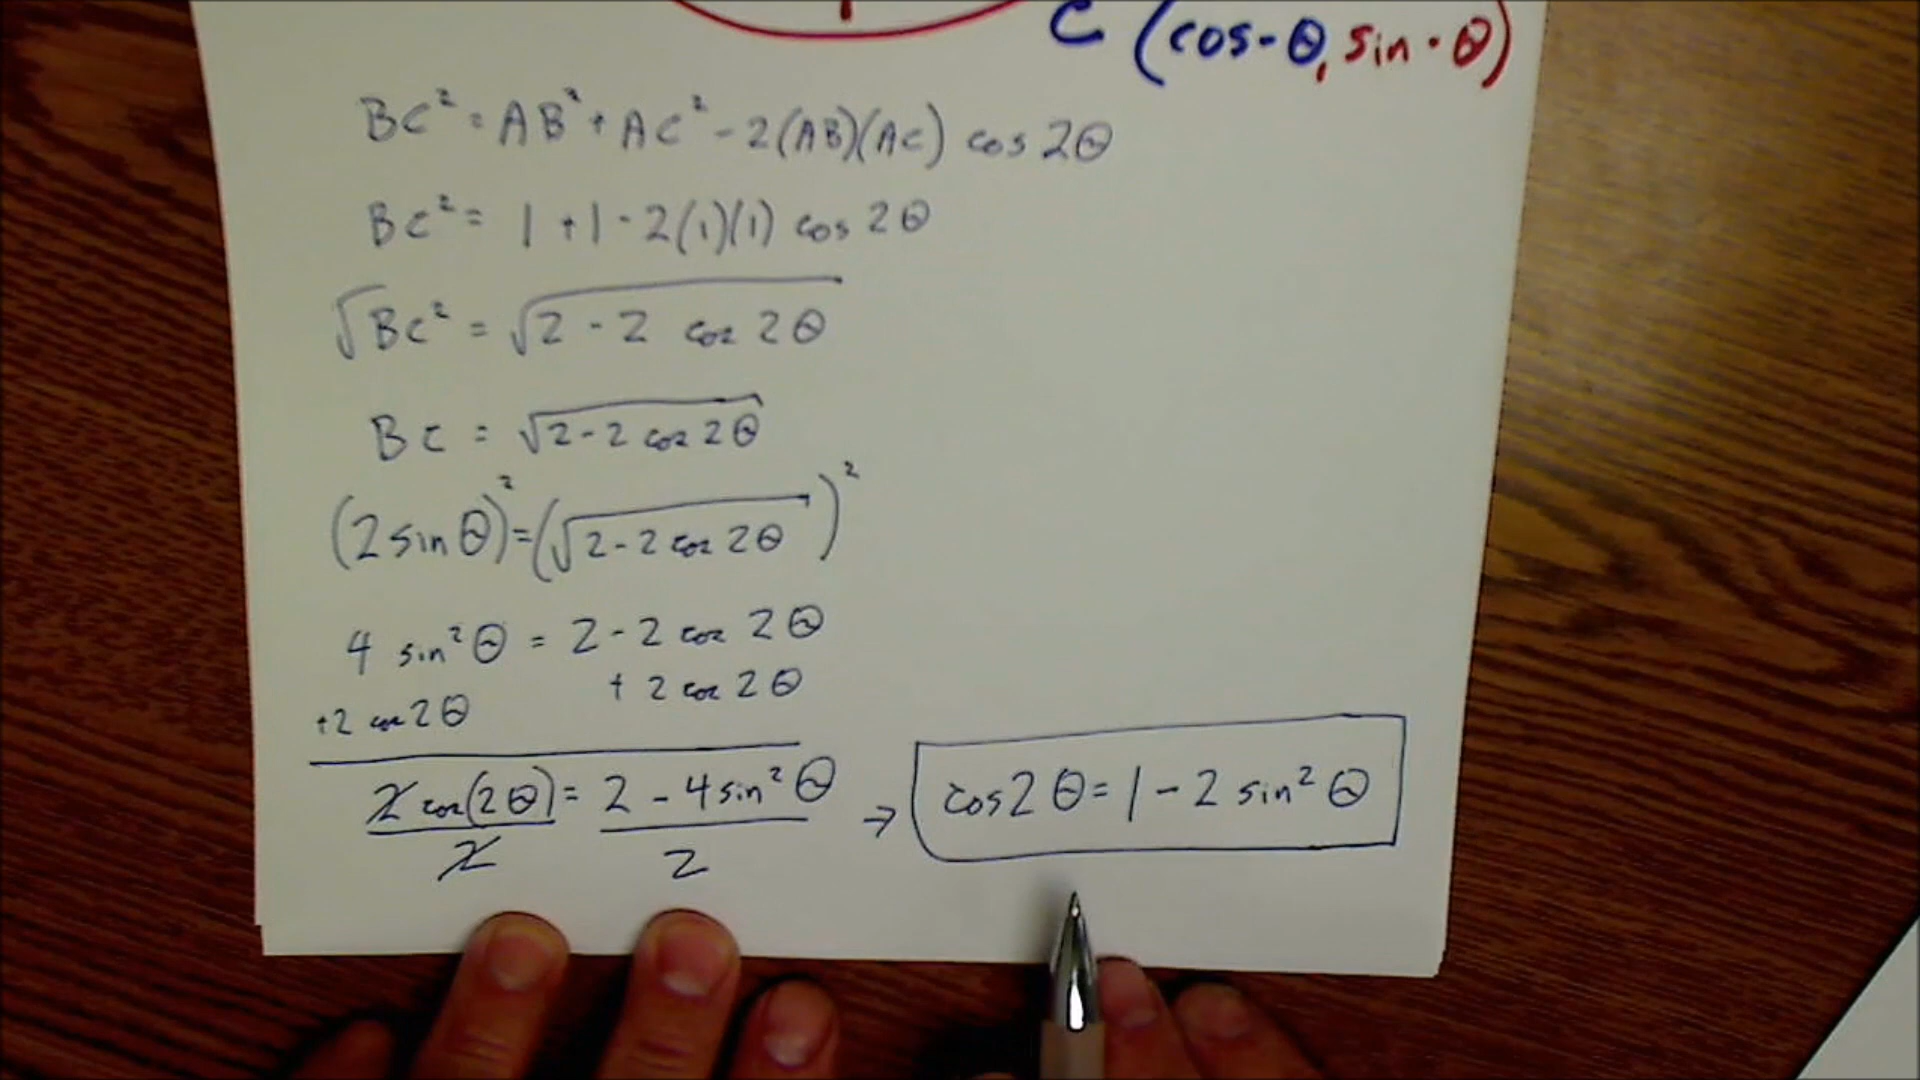 C (cos-θ, sin-θ)
BC² = AB² + AC² - 2(AB)(AC) cos 2θ
BC² = 1 + 1 - 2(1)(1) cos 2θ
√BC² = √2 - 2 cos 2θ
BC = √2 - 2 cos 2θ
(2 sin θ)² = (√2 - 2 cos 2θ)²
4 sin² θ = 2 - 2 cos 2θ
+2 cos 2θ + 2 cos 2θ
2 cos(2θ) = 2 - 4 sin² θ → cos 2θ = 1 - 2 sin² θ
2 2